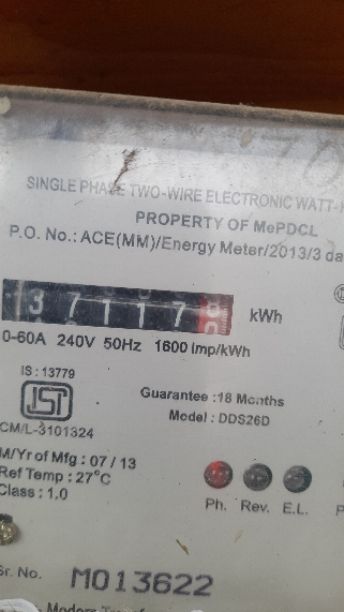 SINGLE PHASE TWO-WIRE ELECTRONIC WATT-
PROPERTY OF MePDCL
P.O. No.: ACE(MM)/Energy Meter/2013/3 da
37117 kWh
0-60A 240V 50Hz 1600 Imp/kWh
IS : 13779
ISI
CM/L-3101324
Guarantee : 18 Months
Model : DDS26D
M/Yr of Mfg : 07 / 13
Ref Temp : 27°C
Class : 1.0
Ph. Rev. E.L. P
Sr. No. M013622